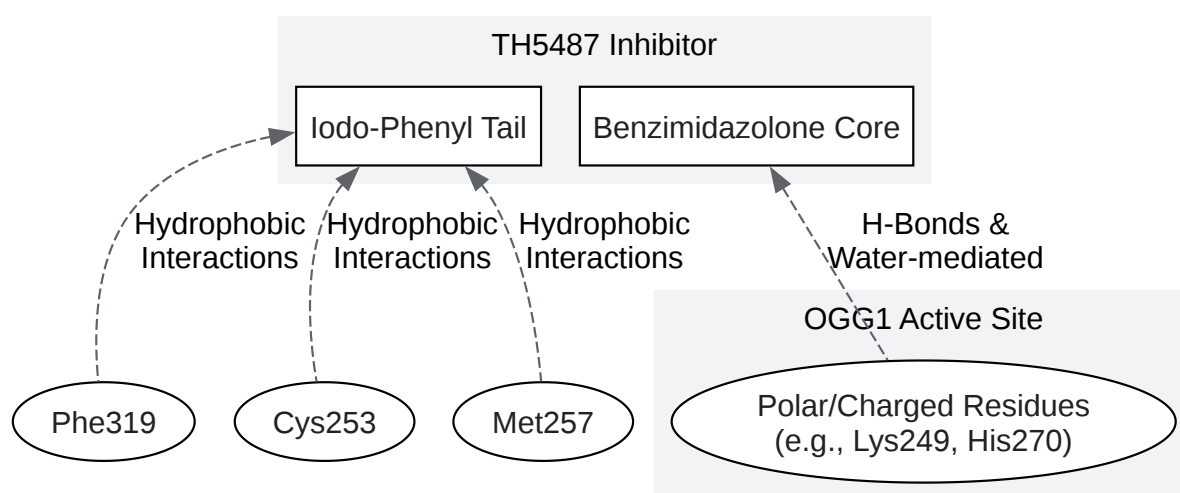 TH5487 Inhibitor
Iodo-Phenyl Tail
Benzimidazolone Core
Hydrophobic
Interactions
Hydrophobic
Interactions
Hydrophobic
Interactions
H-Bonds &
Water-mediated
OGG1 Active Site
Phe319
Cys253
Met257
Polar/Charged Residues
(e.g., Lys249, His270)